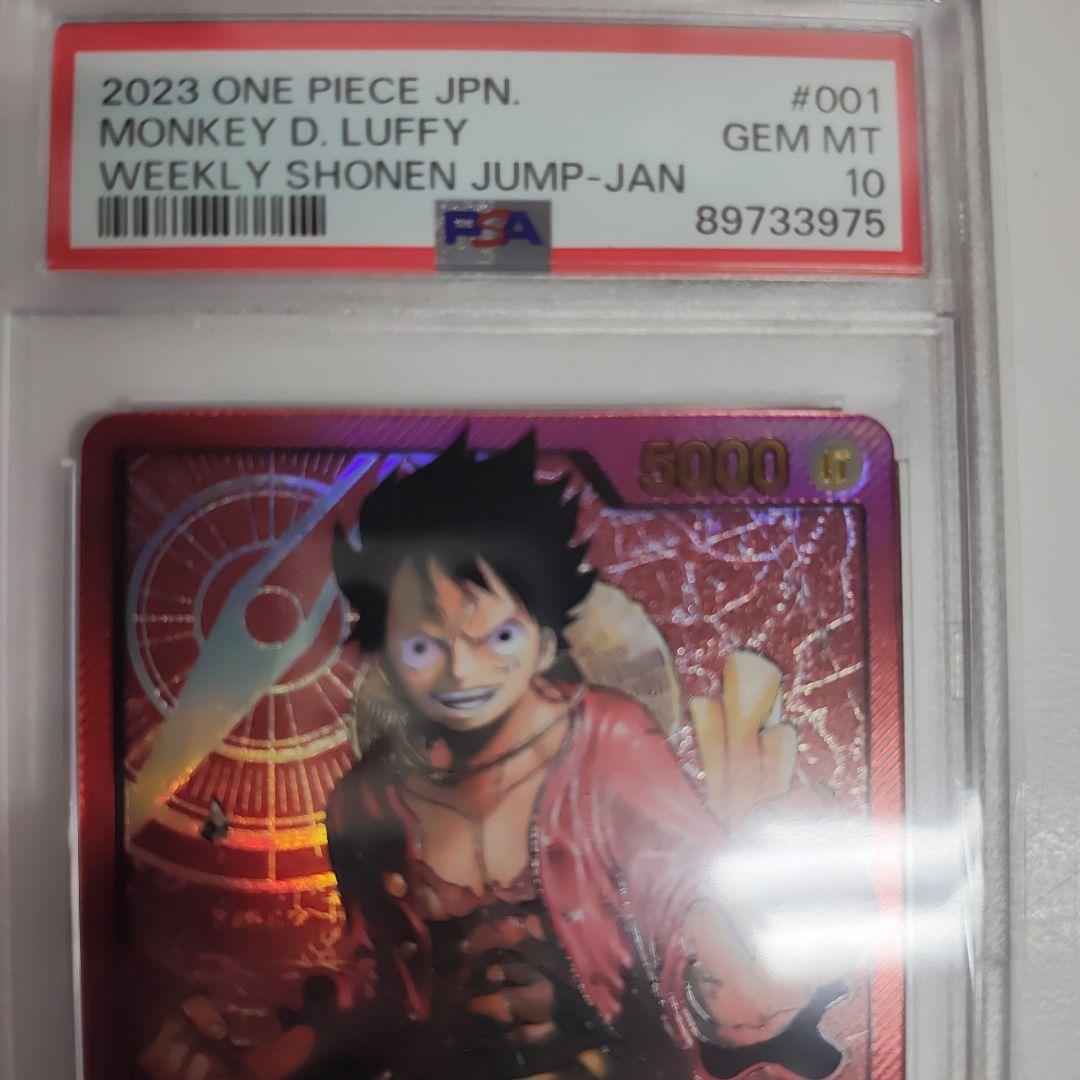 2023 ONE PIECE JPN. #001
MONKEY D. LUFFY GEM MT
WEEKLY SHONEN JUMP-JAN 10
PSA 89733975
5000